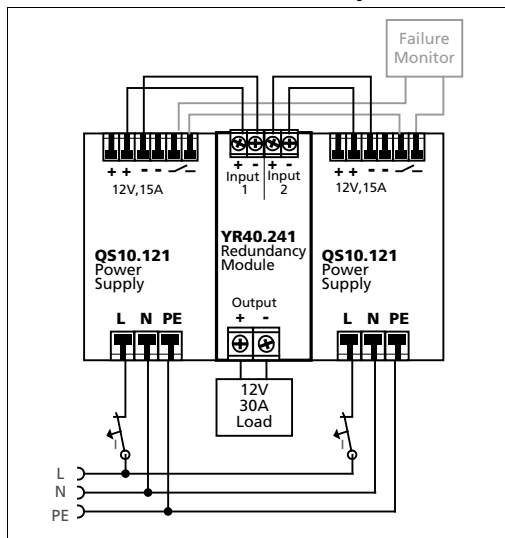 Failure
Monitor
+ + - -
12V,15A
+ - + -
Input Input
1 2
+ + - -
12V,15A
QS10.121
Power
Supply
YR40.241
Redundancy
Module
QS10.121
Power
Supply
Output
+ -
L N PE
L N PE
12V
30A
Load
I
I
L
N
PE